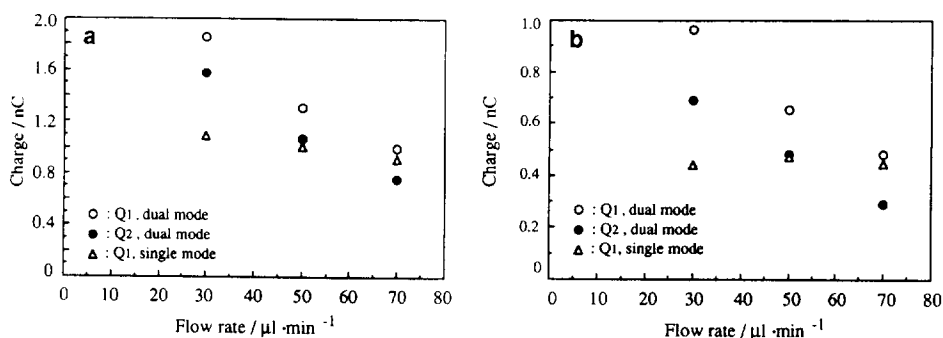 a
Charge / nC
2.0
1.6
1.2
0.8
0.4
0
: Q1, dual mode
: Q2, dual mode
: Q1, single mode
0 10 20 30 40 50 60 70 80
Flow rate / μl ·min -1
b
Charge / nC
1.0
0.8
0.6
0.4
0.2
0
: Q1, dual mode
: Q2, dual mode
: Q1, single mode
0 10 20 30 40 50 60 70 80
Flow rate / μl ·min -1